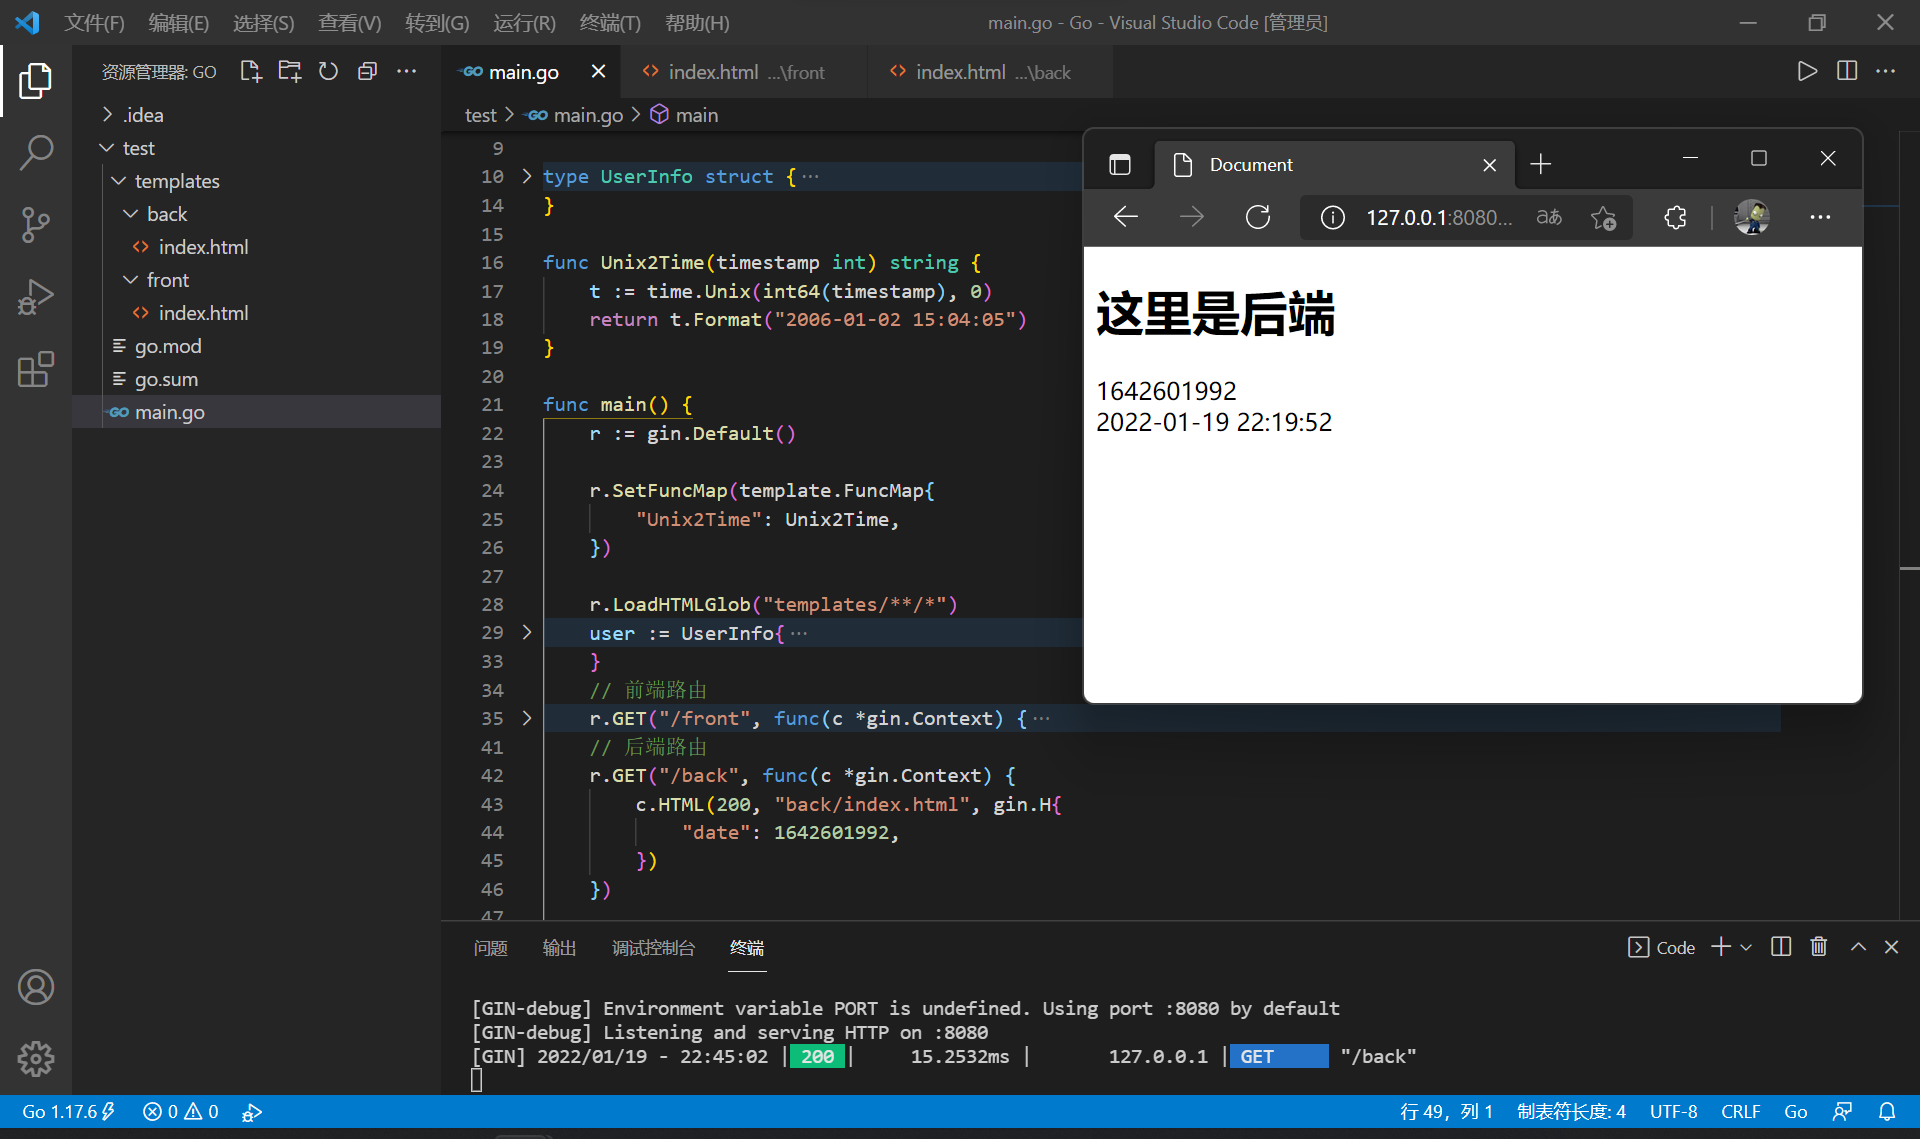 文件(F) 编辑(E) 选择(S) 查看(V) 转到(G) 运行(R) 终端(T) 帮助(H) main.go - Go - Visual Studio Code [管理员]
资源管理器: GO
.idea
test
templates
back
index.html
front
index.html
go.mod
go.sum
GO main.go
GO main.go index.html ...\front index.html ...\back
test > GO main.go > main
9
10 type UserInfo struct {···
14 }
15
16 func Unix2Time(timestamp int) string {
17 t := time.Unix(int64(timestamp), 0)
18 return t.Format("2006-01-02 15:04:05")
19 }
20
21 func main() {
22 r := gin.Default()
23
24 r.SetFuncMap(template.FuncMap{
25 "Unix2Time": Unix2Time,
26 })
27
28 r.LoadHTMLGlob("templates/**/*")
29 user := UserInfo{···
33 }
34 // 前端路由
35 r.GET("/front", func(c *gin.Context) {···
41 // 后端路由
42 r.GET("/back", func(c *gin.Context) {
43 c.HTML(200, "back/index.html", gin.H{
44 "date": 1642601992,
45 })
46 })
47
Document
127.0.0.1:8080... aあ
这里是后端
1642601992
2022-01-19 22:19:52
问题 输出 调试控制台 终端 Code
[GIN-debug] Environment variable PORT is undefined. Using port :8080 by default
[GIN-debug] Listening and serving HTTP on :8080
[GIN] 2022/01/19 - 22:45:02 | 200 | 15.2532ms | 127.0.0.1 | GET "/back"
Go 1.17.6 0 0 行 49，列 1 制表符长度: 4 UTF-8 CRLF Go